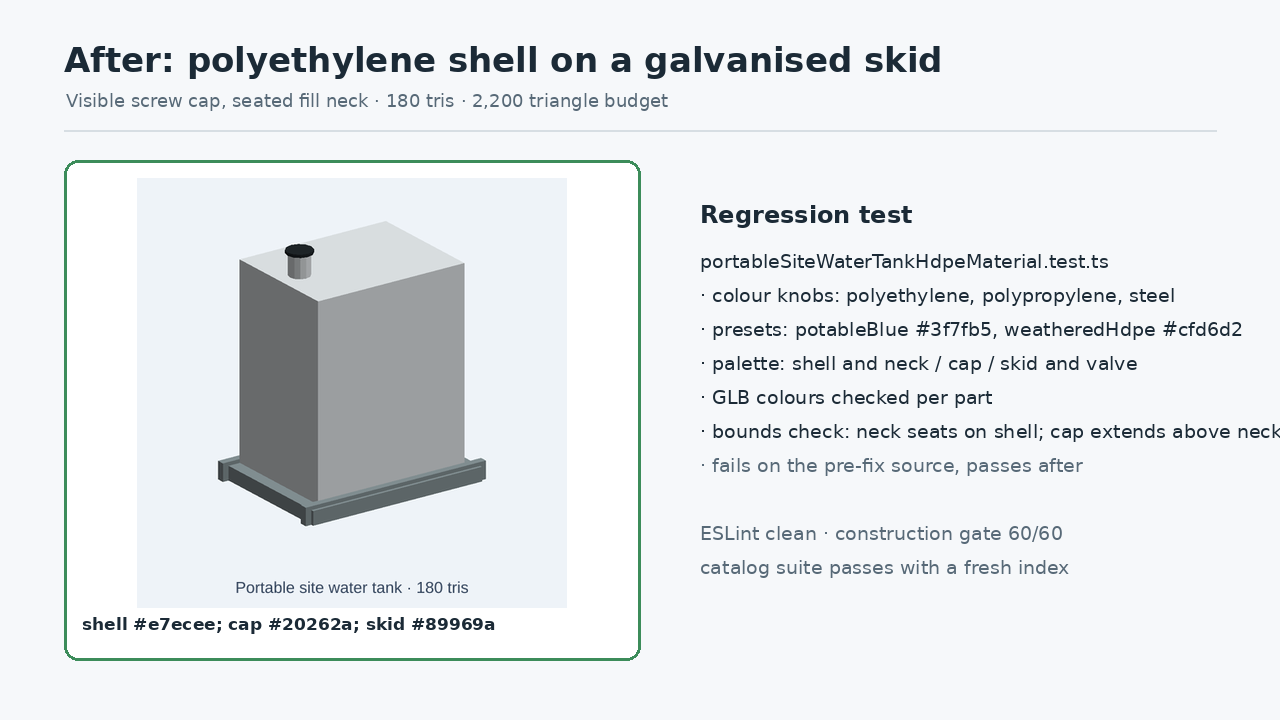 After: polyethylene shell on a galvanised skid
Visible screw cap, seated fill neck · 180 tris · 2,200 triangle budget
Portable site water tank · 180 tris
shell #e7ecee; cap #20262a; skid #89969a
Regression test
portableSiteWaterTankHdpeMaterial.test.ts
· colour knobs: polyethylene, polypropylene, steel
· presets: potableBlue #3f7fb5, weatheredHdpe #cfd6d2
· palette: shell and neck / cap / skid and valve
· GLB colours checked per part
· bounds check: neck seats on shell; cap extends above neck
· fails on the pre-fix source, passes after
ESLint clean · construction gate 60/60
catalog suite passes with a fresh index